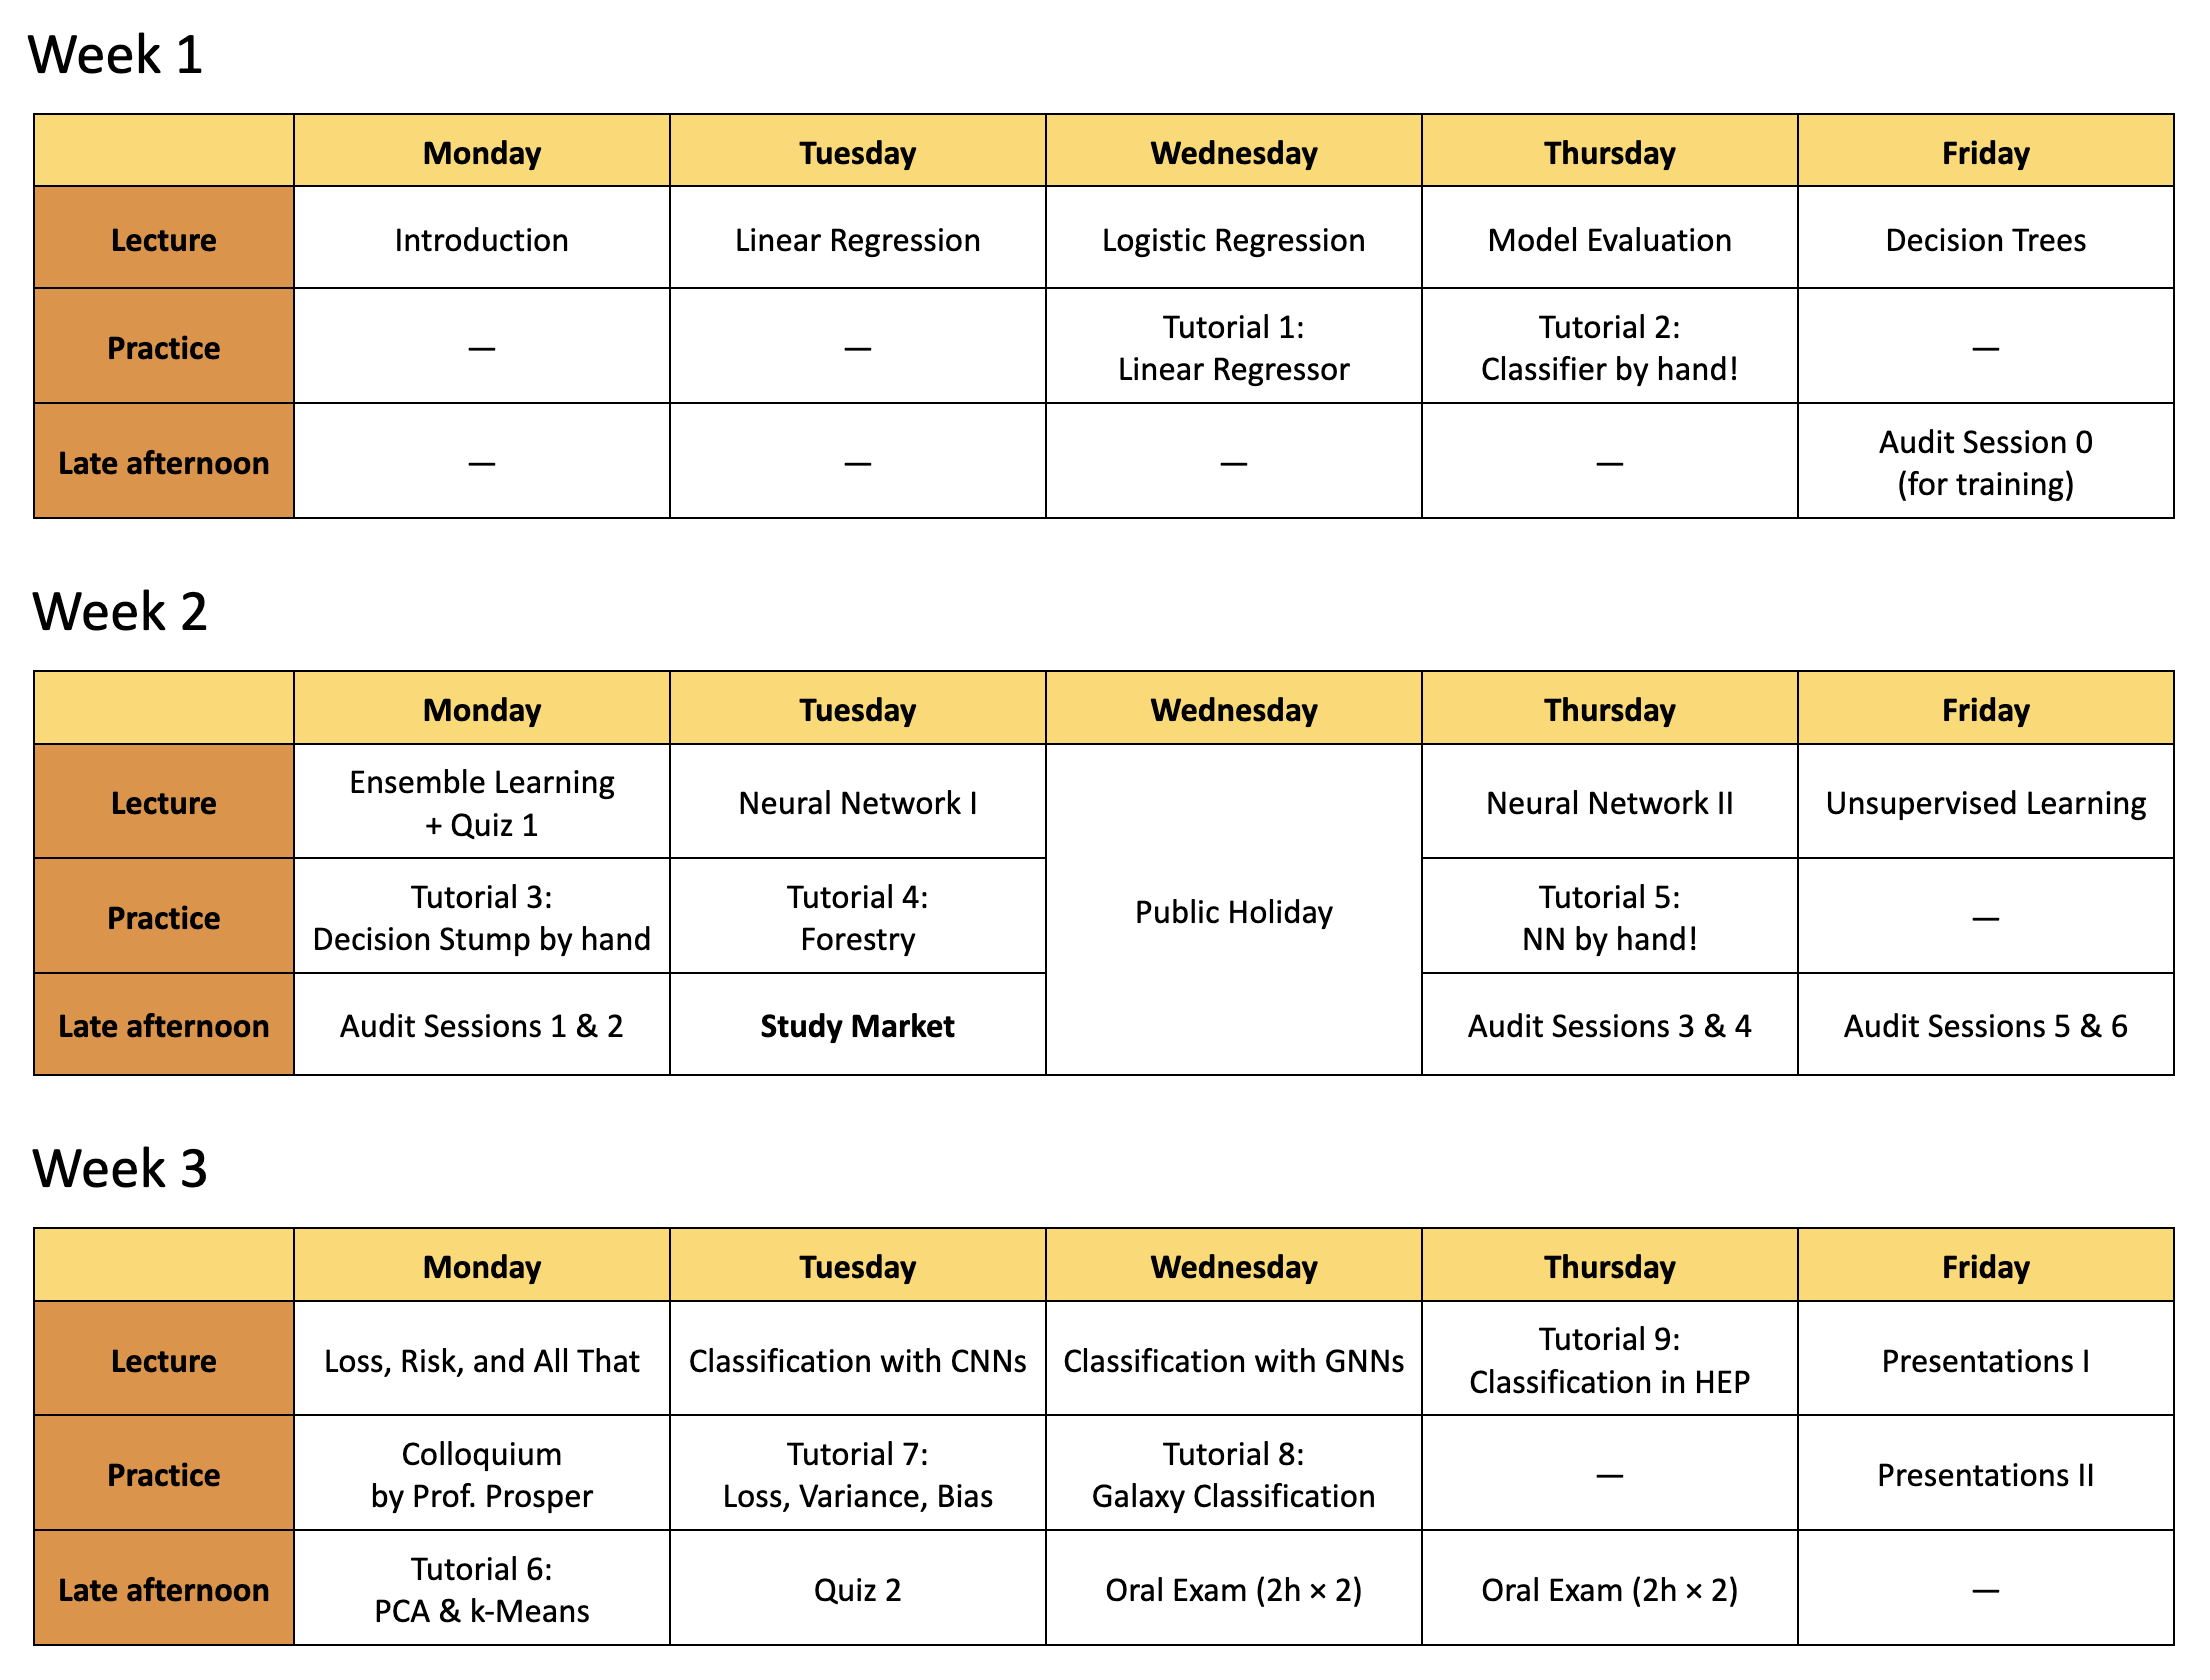 Week 1
Monday Tuesday Wednesday Thursday Friday
Lecture Introduction Linear Regression Logistic Regression Model Evaluation Decision Trees
Practice — — Tutorial 1: Linear Regressor Tutorial 2: Classifier by hand! —
Late afternoon — — — — Audit Session 0 (for training)
Week 2
Monday Tuesday Wednesday Thursday Friday
Lecture Ensemble Learning + Quiz 1 Neural Network I Public Holiday Neural Network II Unsupervised Learning
Practice Tutorial 3: Decision Stump by hand Tutorial 4: Forestry Tutorial 5: NN by hand! —
Late afternoon Audit Sessions 1 & 2 Study Market Audit Sessions 3 & 4 Audit Sessions 5 & 6
Week 3
Monday Tuesday Wednesday Thursday Friday
Lecture Loss, Risk, and All That Classification with CNNs Classification with GNNs Tutorial 9: Classification in HEP Presentations I
Practice Colloquium by Prof. Prosper Tutorial 7: Loss, Variance, Bias Tutorial 8: Galaxy Classification — Presentations II
Late afternoon Tutorial 6: PCA & k-Means Quiz 2 Oral Exam (2h × 2) Oral Exam (2h × 2) —